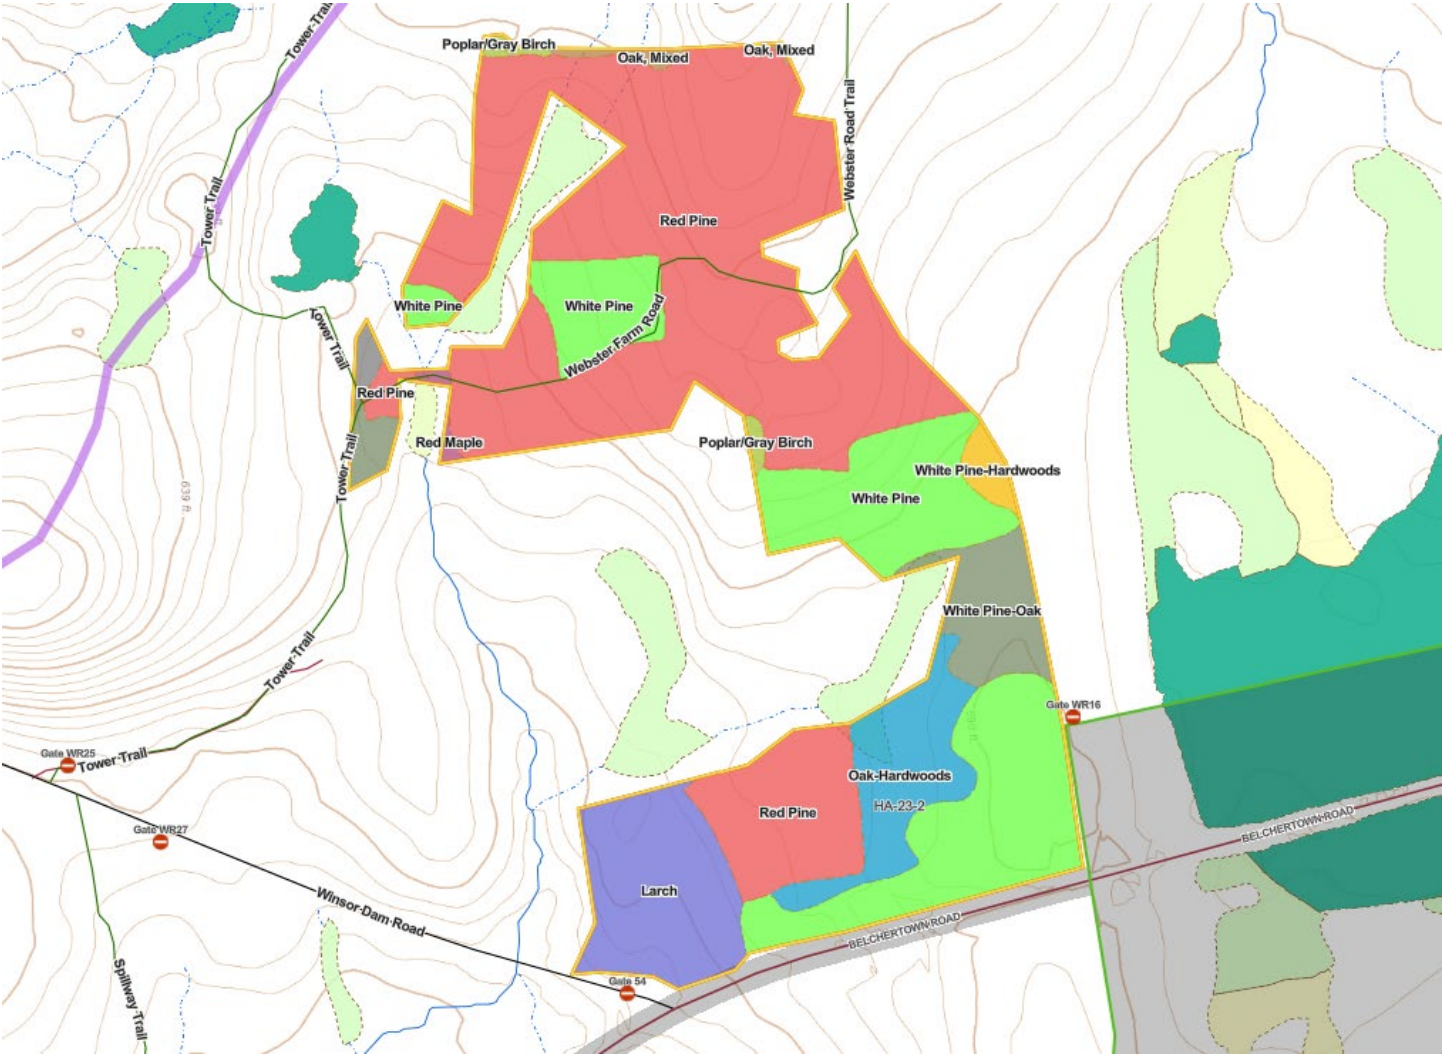 Tower Trail
Poplar/Gray Birch
Oak, Mixed
Oak, Mixed
Webster Road Trail
Tower Trail
Red Pine
White Pine
White Pine
Webster Farm Road
Tower Trail
Red Pine
Red Maple
Poplar/Gray Birch
White Pine-Hardwoods
Tower Trail
639 ft
White Pine
White Pine-Oak
Tower Trail
Gate WR16
Gate WR25
Tower Trail
Oak-Hardwoods
HA-23-2
Red Pine
BELCHERTOWN ROAD
Gate WR27
Larch
Winsor Dam Road
BELCHERTOWN ROAD
Spillway Trail
Gate 54